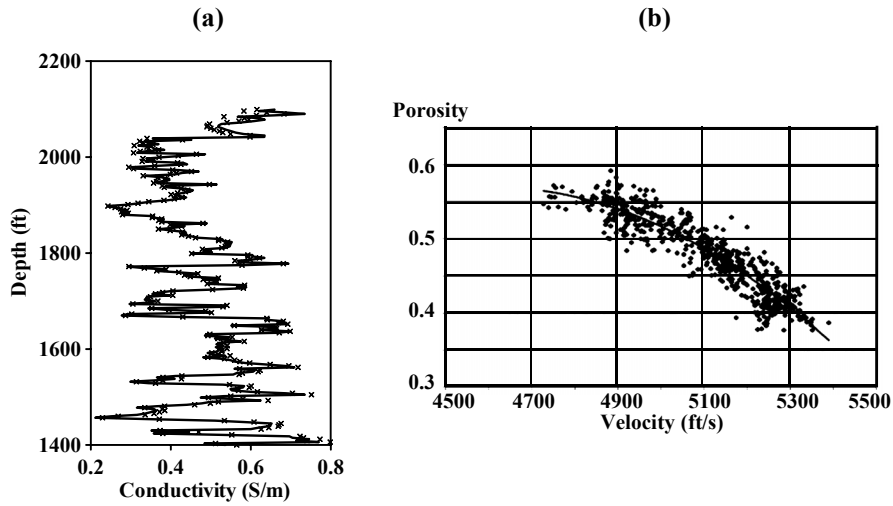 (a)
2200
2000
1800
1600
1400
Depth (ft)
0.2 0.4 0.6 0.8
Conductivity (S/m)
(b)
Porosity
0.6
0.5
0.4
0.3
4500 4700 4900 5100 5300 5500
Velocity (ft/s)